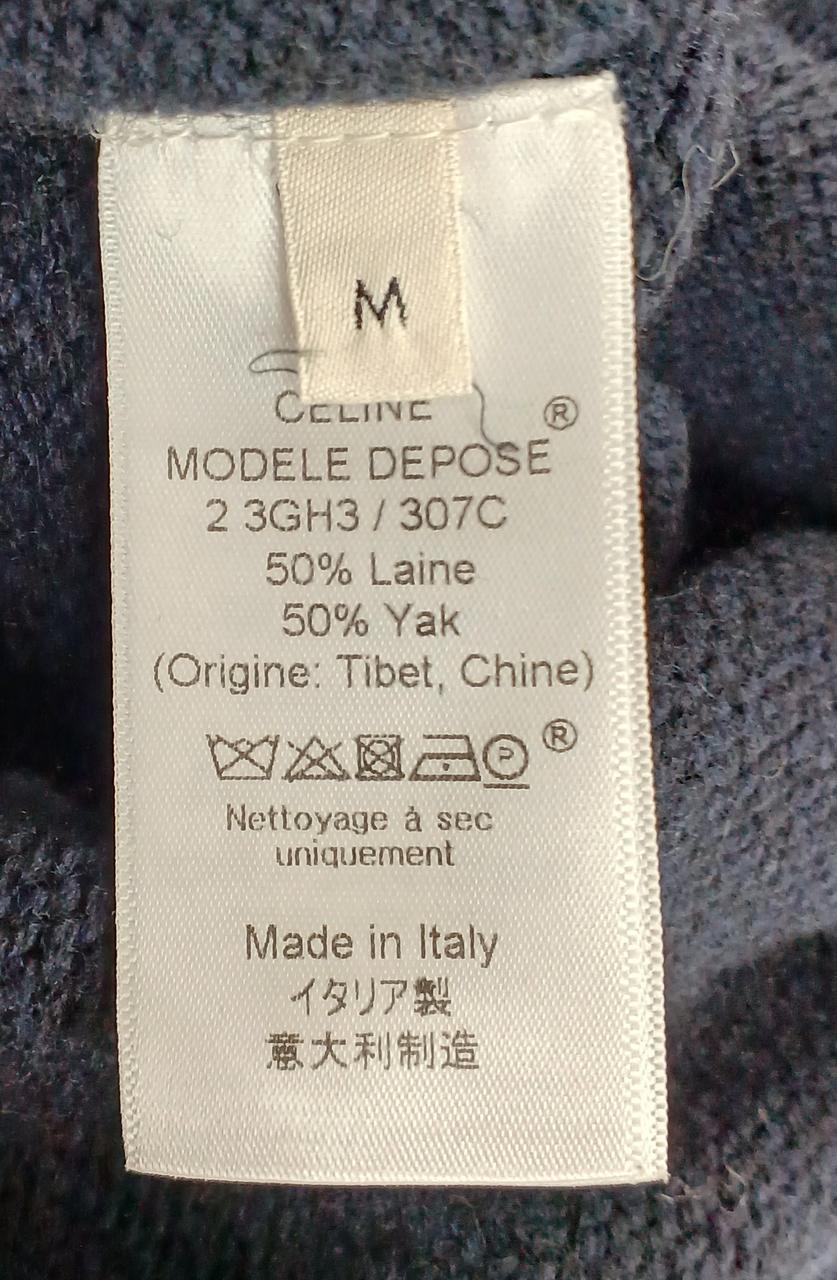 M
CELINE ®
MODELE DEPOSE
2 3GH3 / 307C
50% Laine
50% Yak
(Origine: Tibet, Chine)
P ®
Nettoyage à sec
uniquement
Made in Italy
イタリア製
意大利制造